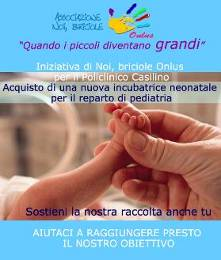 ASSOCIAZIONE
NOI, BRICIOLE
Onlus
"Quando i piccoli diventano grandi"
Iniziativa di Noi, briciole Onlus
per il Policlinico Casilino
Acquisto di una nuova incubatrice neonatale
per il reparto di pediatria
Sostieni la nostra raccolta anche tu
AIUTACI A RAGGIUNGERE PRESTO
IL NOSTRO OBIETTIVO